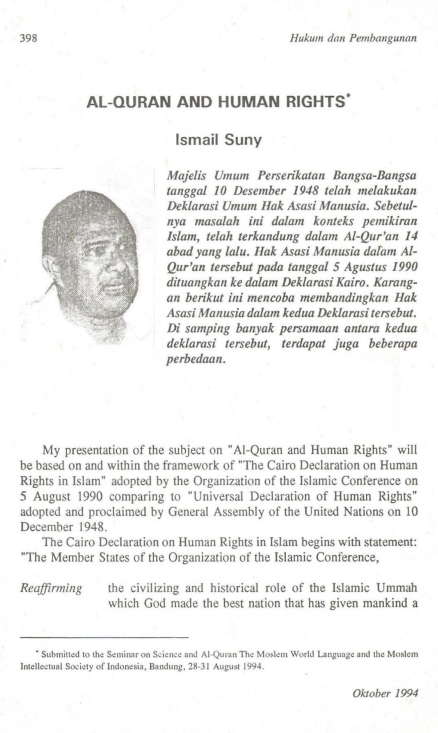 398
Hukum dan Pembangunan
AL-QURAN AND HUMAN RIGHTS*
Ismail Suny
Majelis Umum Perserikatan Bangsa-Bangsa
tanggal 10 Desember 1948 telah melakukan
Deklarasi Umum Hak Asasi Manusia. Sebetul-
nya masalah ini dalam konteks pemikiran
Islam, telah terkandung dalam Al-Qur'an 14
abad yang lalu. Hak Asasi Manusia dalam Al-
Qur'an tersebut pada tanggal 5 Agustus 1990
dituangkan ke dalam Deklarasi Kairo. Karang-
an berikut ini mencoba membandingkan Hak
Asasi Manusia dalam kedua Deklarasi tersebut.
Di samping banyak persamaan antara kedua
deklarasi tersebut, terdapat juga beberapa
perbedaan.
My presentation of the subject on "Al-Quran and Human Rights" will
be based on and within the framework of "The Cairo Declaration on Human
Rights in Islam" adopted by the Organization of the Islamic Conference on
5 August 1990 comparing to "Universal Declaration of Human Rights"
adopted and proclaimed by General Assembly of the United Nations on 10
December 1948.
The Cairo Declaration on Human Rights in Islam begins with statement:
"The Member States of the Organization of the Islamic Conference,
Reaffirming the civilizing and historical role of the Islamic Ummah
which God made the best nation that has given mankind a
* Submitted to the Seminar on Science and Al-Quran The Moslem World Language and the Moslem
Intellectual Society of Indonesia, Bandung, 28-31 August 1994.
Oktober 1994